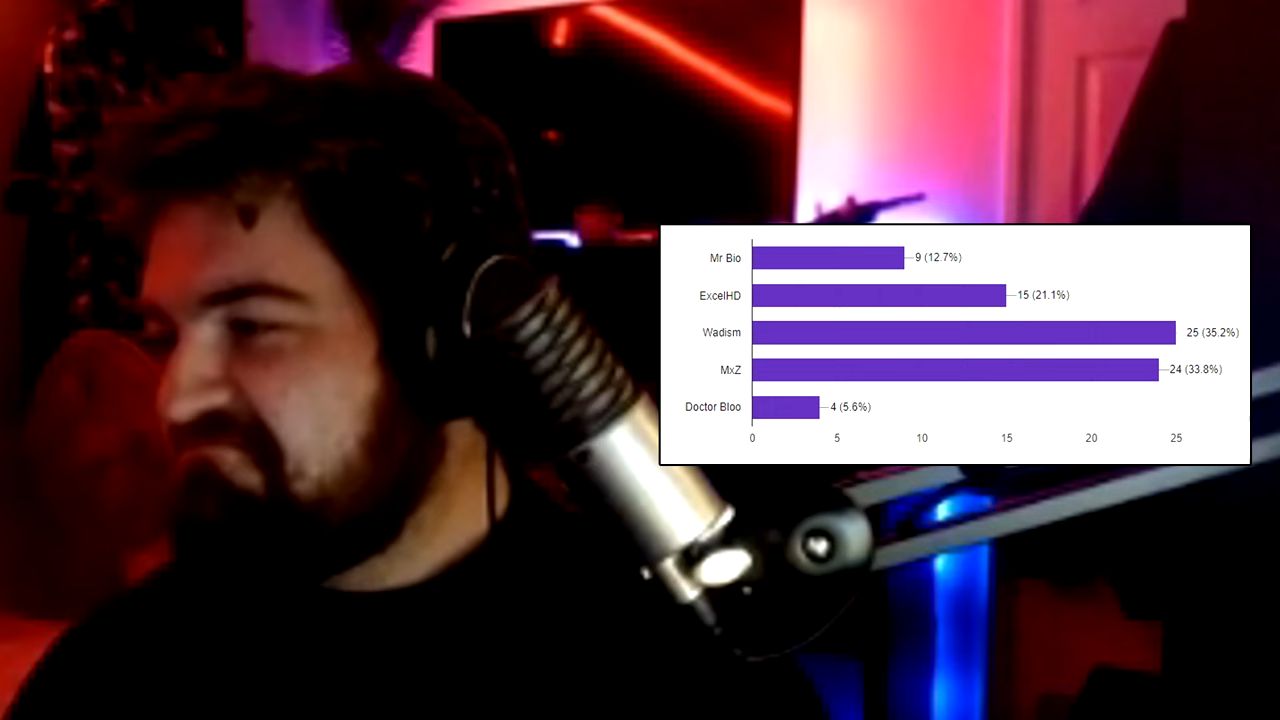 Mr Bio 9 (12.7%)
ExcelHD 15 (21.1%)
Wadism 25 (35.2%)
MxZ 24 (33.8%)
Doctor Bloo 4 (5.6%)
0 5 10 15 20 25